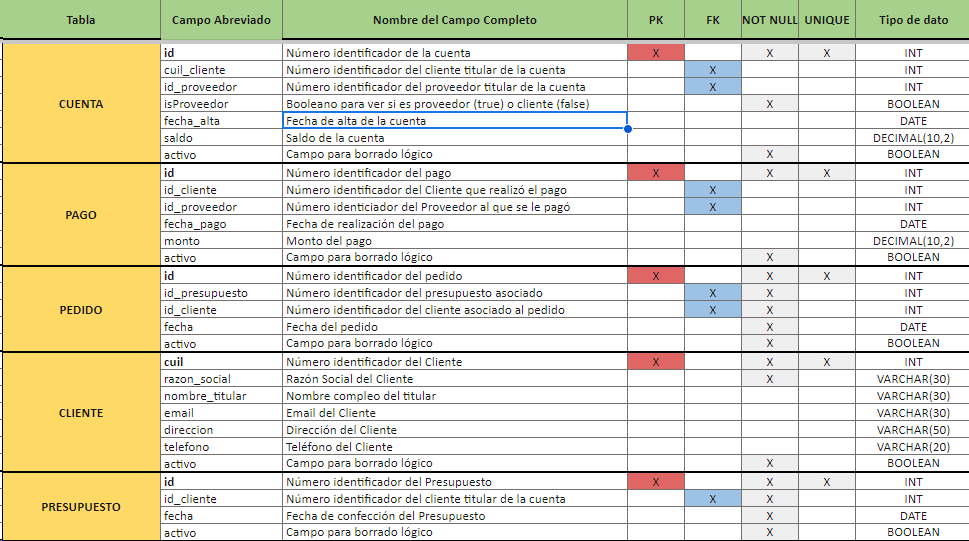 Tabla Campo Abreviado Nombre del Campo Completo PK FK NOT NULL UNIQUE Tipo de dato
CUENTA
id Número identificador de la cuenta X X X INT
cuil_cliente Número identificador del cliente titular de la cuenta X INT
id_proveedor Número identificador del proveedor titular de la cuenta X INT
isProveedor Booleano para ver si es proveedor (true) o cliente (false) X BOOLEAN
fecha_alta Fecha de alta de la cuenta DATE
saldo Saldo de la cuenta DECIMAL(10,2)
activo Campo para borrado lógico X BOOLEAN
PAGO
id Número identificador del pago X X X INT
id_cliente Número identificador del Cliente que realizó el pago X INT
id_proveedor Número identiciador del Proveedor al que se le pagó X INT
fecha_pago Fecha de realización del pago DATE
monto Monto del pago DECIMAL(10,2)
activo Campo para borrado lógico X BOOLEAN
PEDIDO
id Número identificador del pedido X X X INT
id_presupuesto Número identificador del presupuesto asociado X X INT
id_cliente Número identificador del cliente asociado al pedido X X INT
fecha Fecha del pedido X DATE
activo Campo para borrado lógico X BOOLEAN
CLIENTE
cuil Número identificador del Cliente X X X INT
razon_social Razón Social del Cliente X VARCHAR(30)
nombre_titular Nombre compleo del titular VARCHAR(30)
email Email del Cliente VARCHAR(30)
direccion Dirección del Cliente VARCHAR(50)
telefono Teléfono del Cliente VARCHAR(20)
activo Campo para borrado lógico X BOOLEAN
PRESUPUESTO
id Número identificador del Presupuesto X X X INT
id_cliente Número identificador del cliente titular de la cuenta X X INT
fecha Fecha de confección del Presupuesto X DATE
activo Campo para borrado lógico X BOOLEAN